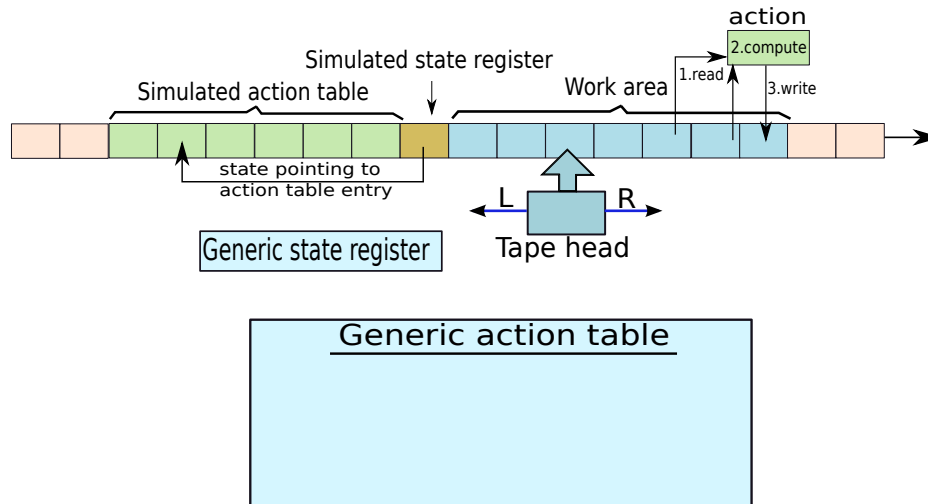 action
2.compute
Simulated state register
1.read
3.write
Simulated action table
Work area
state pointing to
action table entry
L
R
Tape head
Generic state register
Generic action table